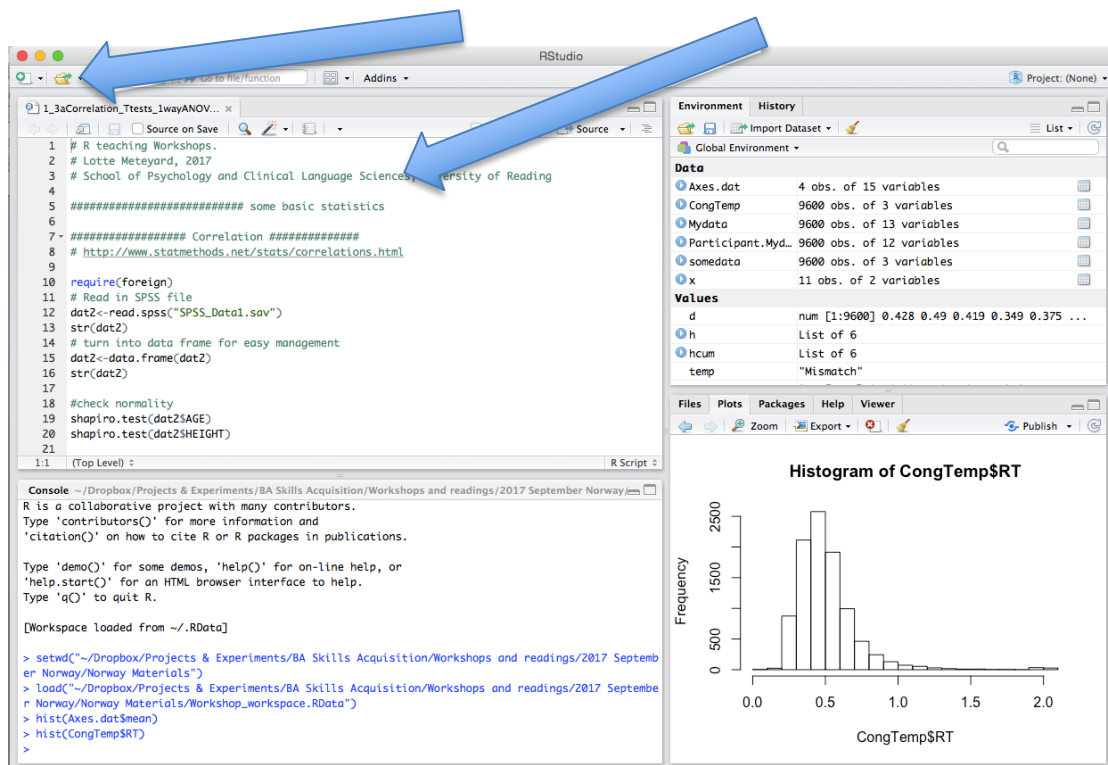 RStudio
Go to file/function
Addins
Project: (None)
1_3aCorrelation_Ttests_1wayANOV...
Source on Save
Source
1 # R teaching Workshops.
2 # Lotte Meteyard, 2017
3 # School of Psychology and Clinical Language Sciences, of Reading
4
5 ########################### some basic statistics
6
7 ################## Correlation ##############
8 # http://www.statmethods.net/stats/correlations.html
9
10 require(foreign)
11 # Read in SPSS file
12 dat2<-read.spss("SPSS_Data1.sav")
13 str(dat2)
14 # turn into data frame for easy management
15 dat2<-data.frame(dat2)
16 str(dat2)
17
18 #check normality
19 shapiro.test(dat2$AGE)
20 shapiro.test(dat2$HEIGHT)
21
1:1 (Top Level) R Script
Console ~/Dropbox/Projects & Experiments/BA Skills Acquisition/Workshops and readings/2017 September Norway/
R is a collaborative project with many contributors.
Type 'contributors()' for more information and
'citation()' on how to cite R or R packages in publications.
Type 'demo()' for some demos, 'help()' for on-line help, or
'help.start()' for an HTML browser interface to help.
Type 'q()' to quit R.
[Workspace loaded from ~/.RData]
> setwd("~/Dropbox/Projects & Experiments/BA Skills Acquisition/Workshops and readings/2017 Septemb
er Norway/Norway Materials")
> load("~/Dropbox/Projects & Experiments/BA Skills Acquisition/Workshops and readings/2017 Septembe
r Norway/Norway Materials/Workshop_workspace.RData")
> hist(Axes.dat$mean)
> hist(CongTemp$RT)
>
Environment History
Import Dataset List
Global Environment
Data
Axes.dat 4 obs. of 15 variables
CongTemp 9600 obs. of 3 variables
Mydata 9600 obs. of 13 variables
Participant.Myd… 9600 obs. of 12 variables
somedata 9600 obs. of 3 variables
x 11 obs. of 2 variables
Values
d num [1:9600] 0.428 0.49 0.419 0.349 0.375 ...
h List of 6
hcum List of 6
temp "Mismatch"
Files Plots Packages Help Viewer
Zoom Export Publish
Histogram of CongTemp$RT
Frequency
2500
1500
500
0
0.0 0.5 1.0 1.5 2.0
CongTemp$RT